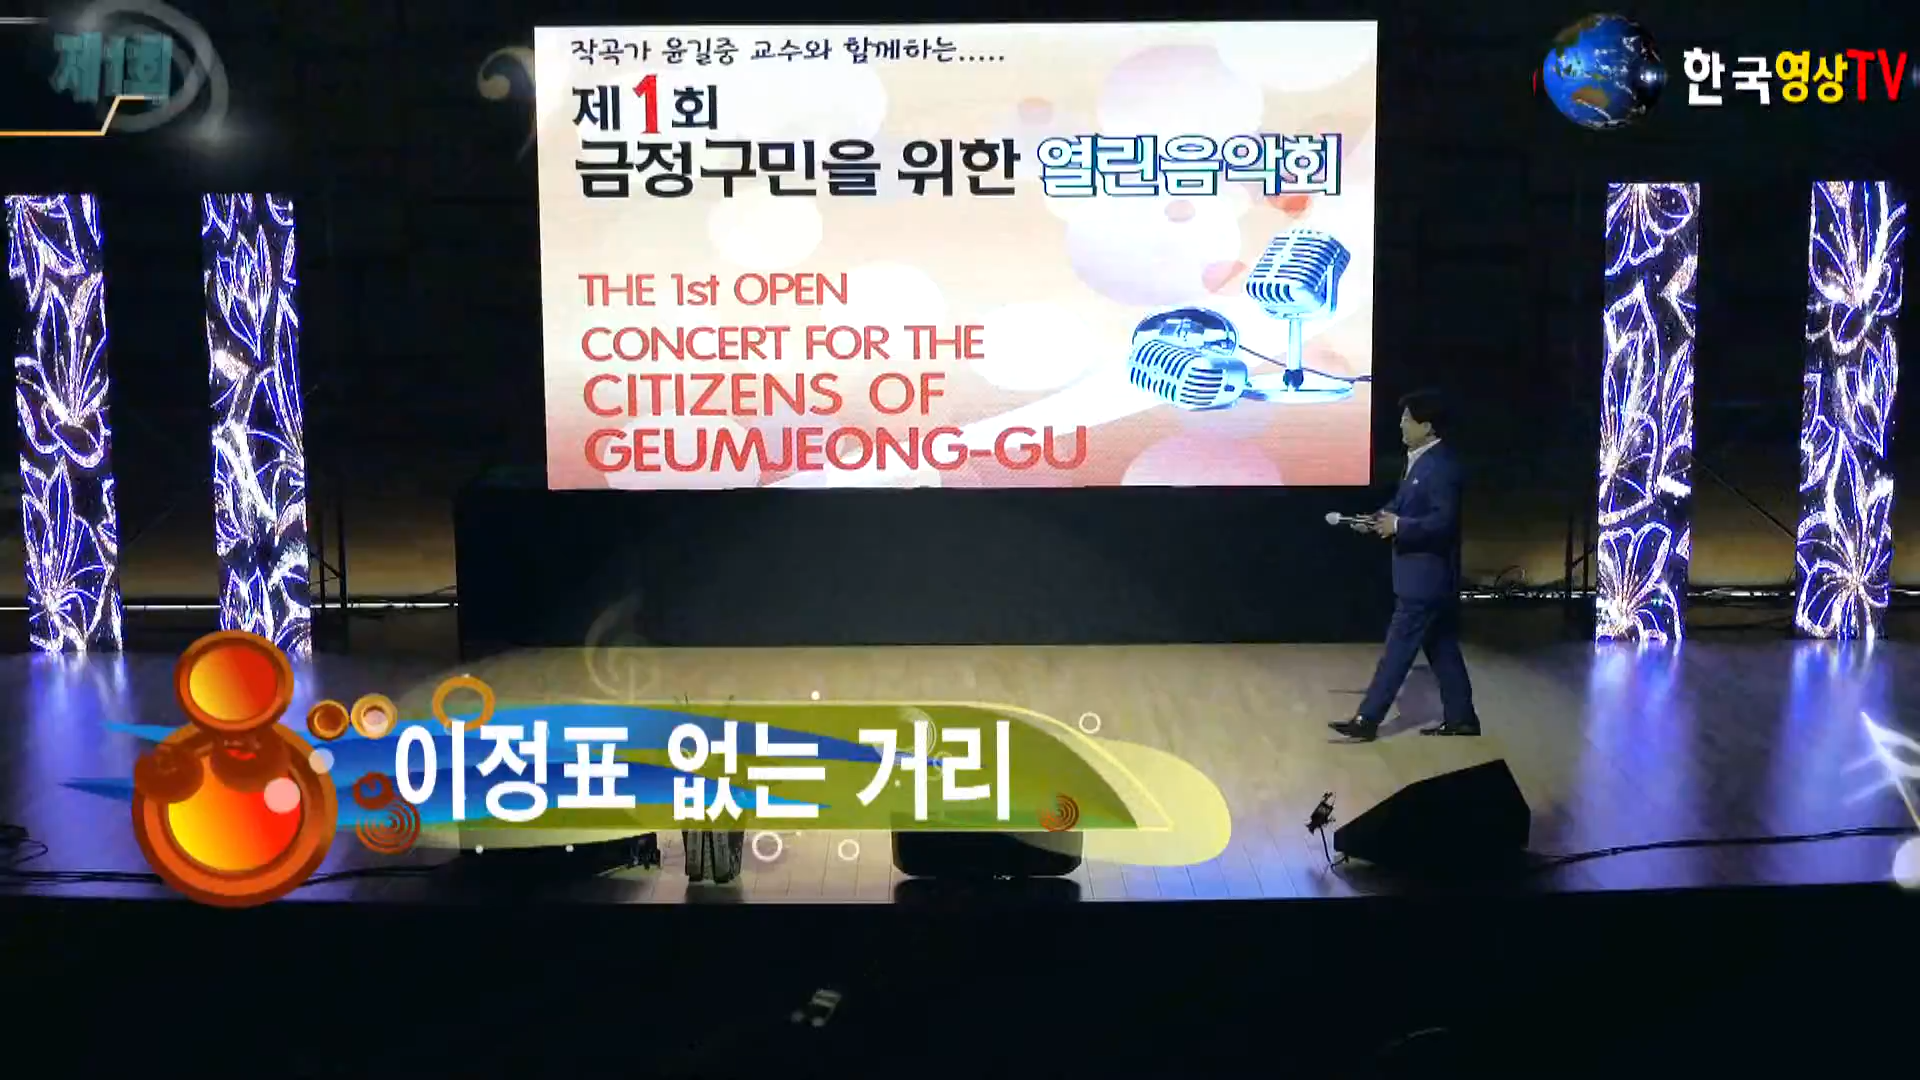 제1회
작곡가 윤길중 교수와 함께하는.....
제1회
금정구민을 위한 열린음악회
THE 1st OPEN
CONCERT FOR THE
CITIZENS OF
GEUMJEONG-GU
한국영상TV
이정표 없는 거리